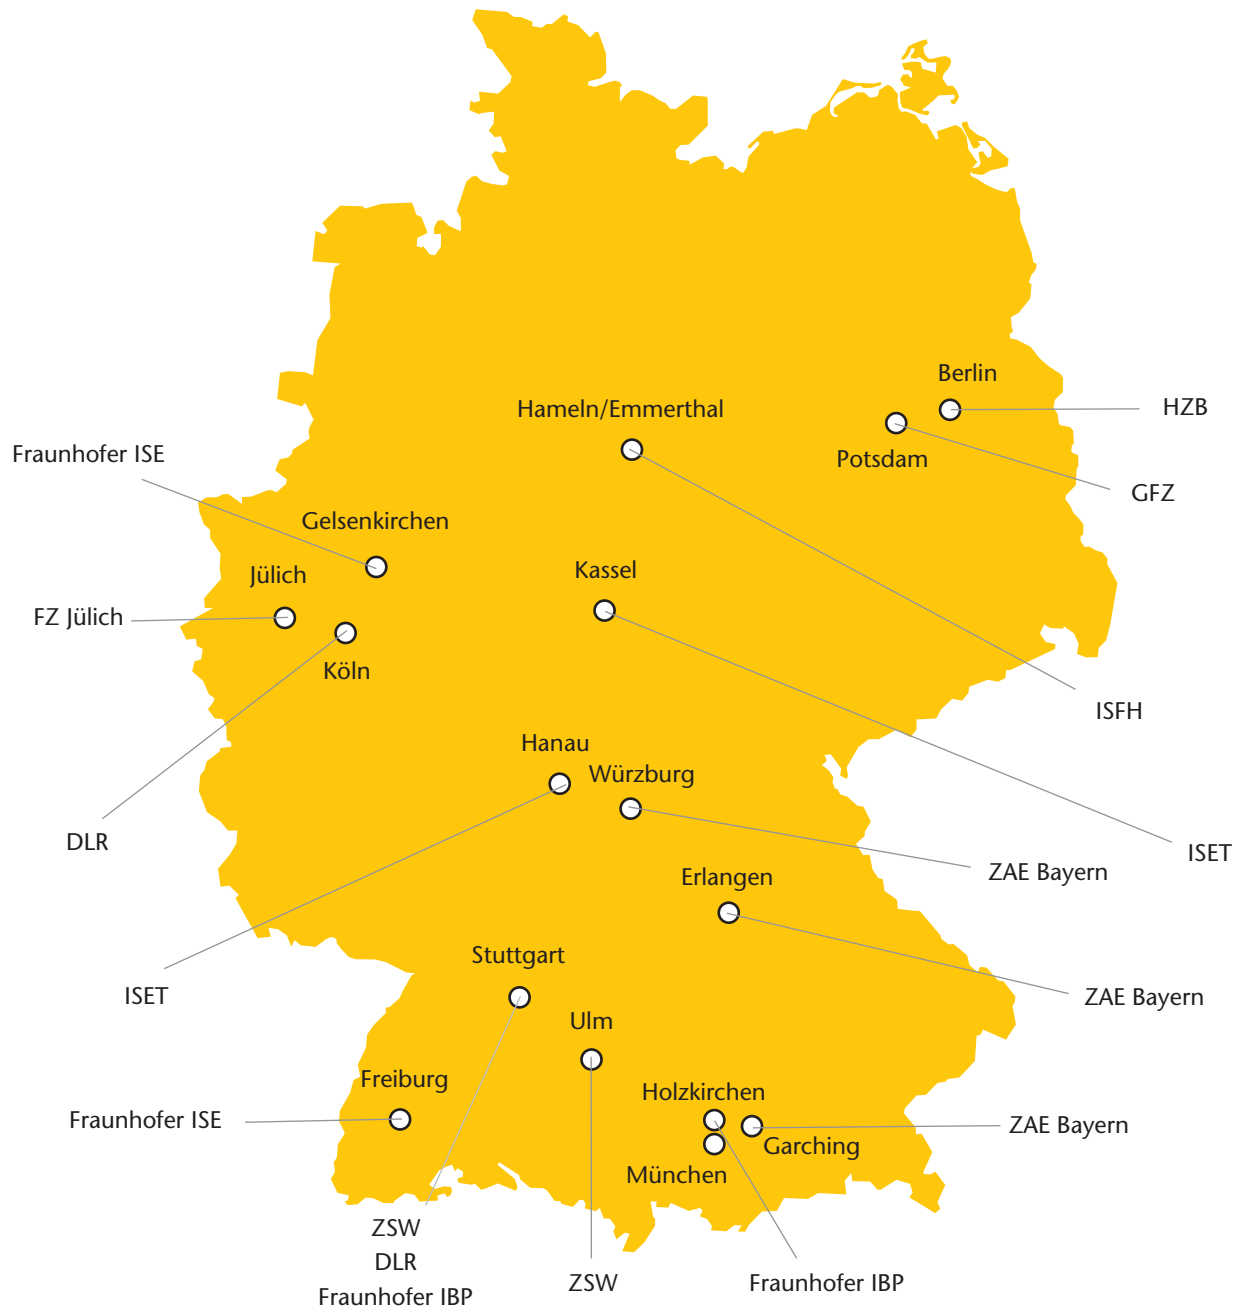 Berlin
HZB
Hameln/Emmerthal
Fraunhofer ISE
Potsdam
GFZ
Gelsenkirchen
Jülich
Kassel
FZ Jülich
Köln
ISFH
Hanau
Würzburg
DLR
ISET
ZAE Bayern
Erlangen
Stuttgart
ISET
ZAE Bayern
Ulm
Freiburg
Holzkirchen
Fraunhofer ISE
ZAE Bayern
Garching
München
ZSW
DLR
Fraunhofer IBP
ZSW
Fraunhofer IBP